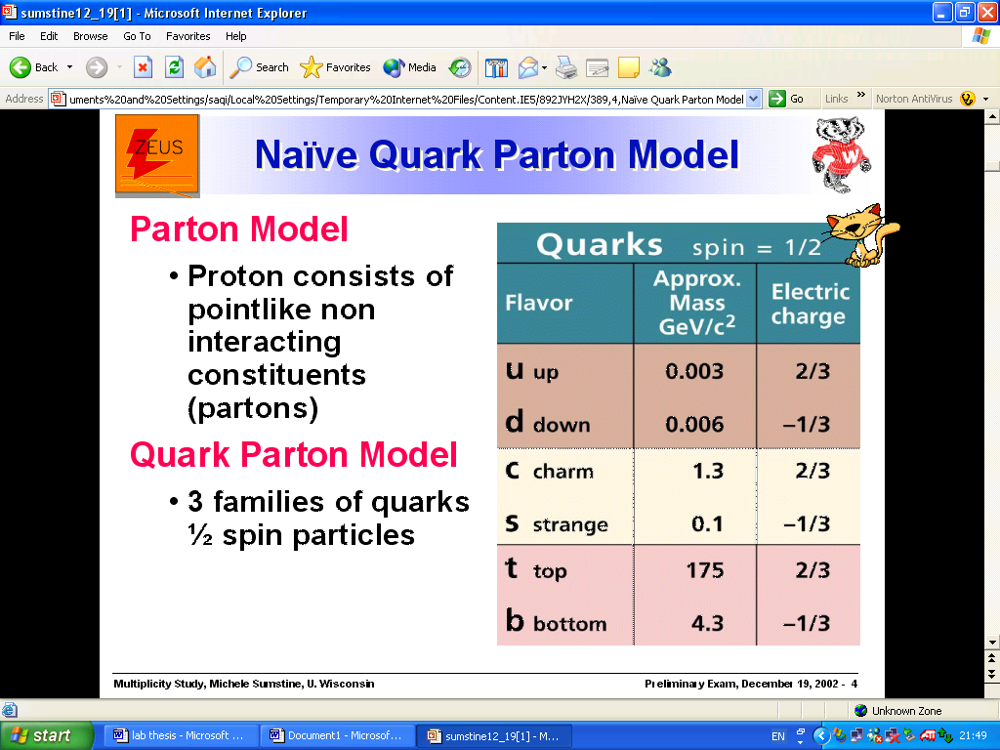 sumstine12_19[1] - Microsoft Internet Explorer
File Edit Browse Go To Favorites Help
Back Search Favorites Media
Address uments%20and%20Settings/saqi/Local%20Settings/Temporary%20Internet%20Files/Content.IE5/892JYH2X/389,4,Naïve Quark Parton Model Go Links » Norton AntiVirus
ZEUS
Naïve Quark Parton Model
W
Parton Model
• Proton consists of
pointlike non
interacting
constituents
(partons)
Quark Parton Model
• 3 families of quarks
½ spin particles
Quarks spin = 1/2
Flavor Approx. Mass GeV/c² Electric charge
u up 0.003 2/3
d down 0.006 –1/3
c charm 1.3 2/3
s strange 0.1 –1/3
t top 175 2/3
b bottom 4.3 –1/3
Multiplicity Study, Michele Sumstine, U. Wisconsin Preliminary Exam, December 19, 2002 - 4
Unknown Zone
start lab thesis - Microsoft ... Document1 - Microsof... sumstine12_19[1] - M... EN 21:49